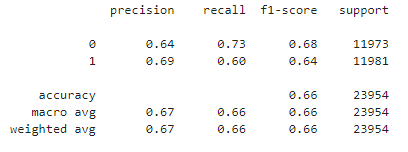 precision recall f1-score support
0 0.64 0.73 0.68 11973
1 0.69 0.60 0.64 11981
accuracy 0.66 23954
macro avg 0.67 0.66 0.66 23954
weighted avg 0.67 0.66 0.66 23954